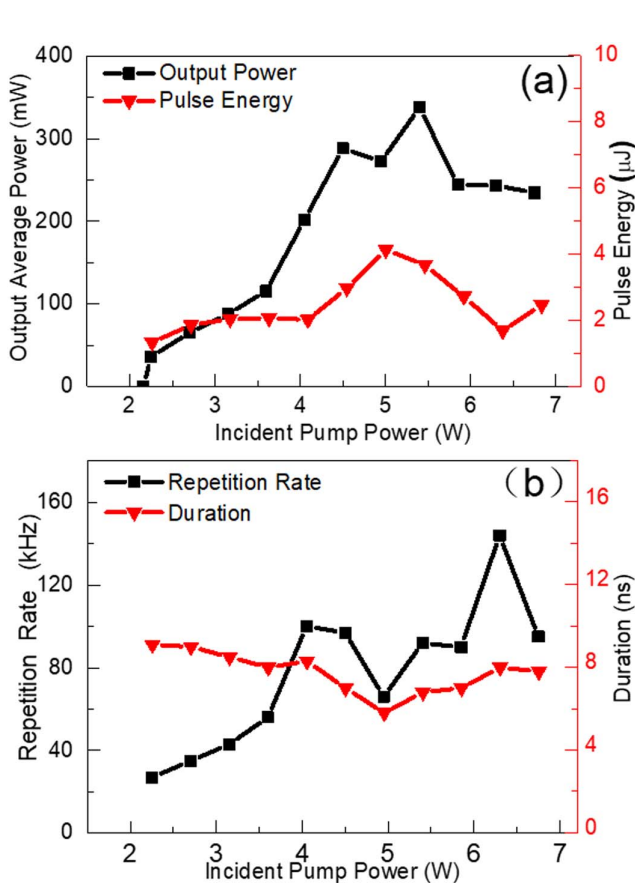 400
300
200
100
0
Output Average Power (mW)
Output Power
Pulse Energy
(a)
10
8
6
4
2
0
Pulse Energy (μJ)
2 3 4 5 6 7
Incident Pump Power (W)
160
120
80
40
0
Repetition Rate (kHz)
Repetition Rate
Duration
(b)
16
12
8
4
0
Duration (ns)
2 3 4 5 6 7
Incident Pump Power (W)